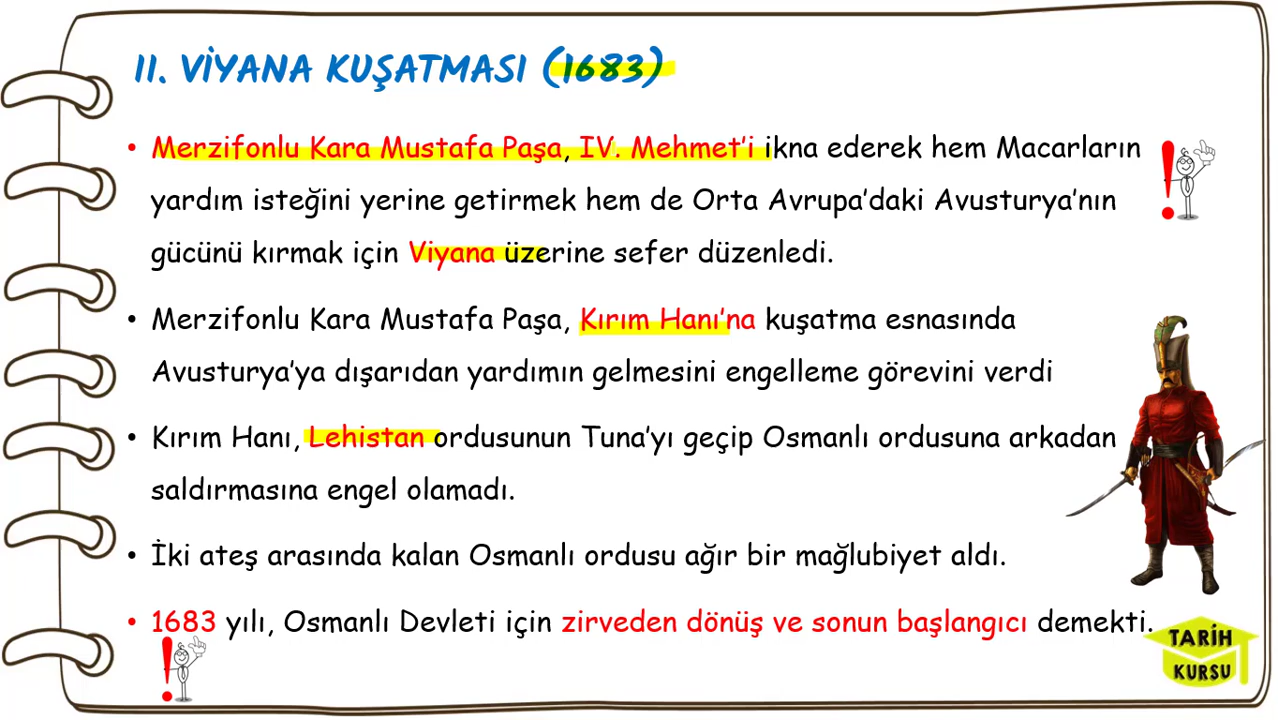 II. VİYANA KUŞATMASI (1683)
• Merzifonlu Kara Mustafa Paşa, IV. Mehmet’i ikna ederek hem Macarların
yardım isteğini yerine getirmek hem de Orta Avrupa’daki Avusturya’nın
gücünü kırmak için Viyana üzerine sefer düzenledi.
• Merzifonlu Kara Mustafa Paşa, Kırım Hanı’na kuşatma esnasında
Avusturya’ya dışarıdan yardımın gelmesini engelleme görevini verdi
• Kırım Hanı, Lehistan ordusunun Tuna’yı geçip Osmanlı ordusuna arkadan
saldırmasına engel olamadı.
• İki ateş arasında kalan Osmanlı ordusu ağır bir mağlubiyet aldı.
• 1683 yılı, Osmanlı Devleti için zirveden dönüş ve sonun başlangıcı demekti.
TARİH
KURSU